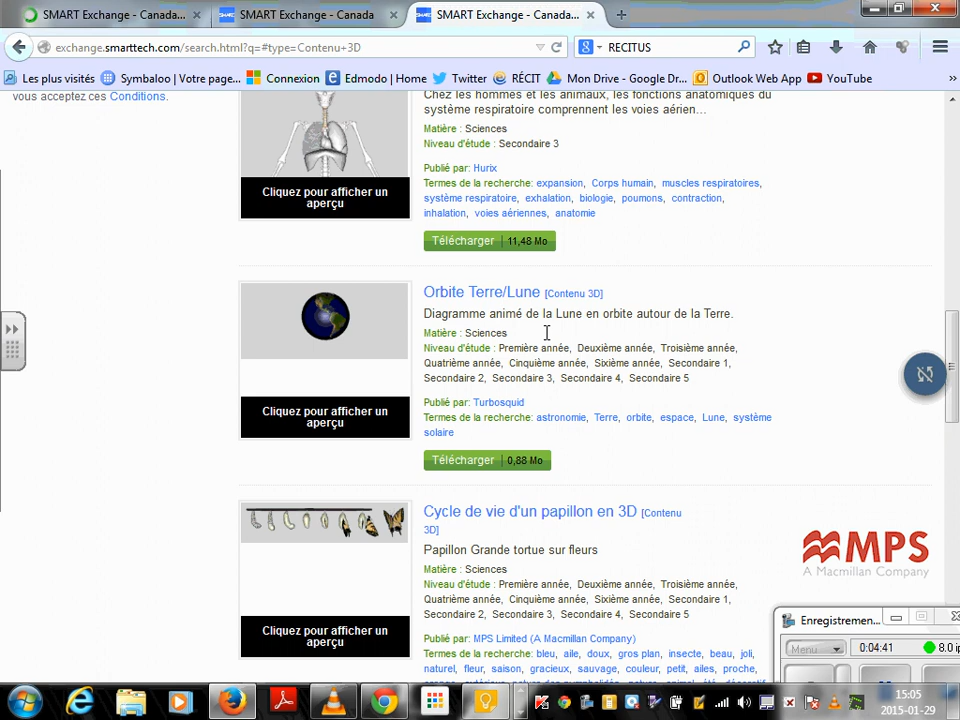 SMART Exchange - Canada...
SMART Exchange - Canada
SMART Exchange - Canada...
exchange.smarttech.com/search.html?q=#type=Contenu+3D
RECITUS
Les plus visités
Symbaloo | Votre page...
Connexion
Edmodo | Home
Twitter
RÉCIT
Mon Drive - Google Dr...
Outlook Web App
YouTube
vous acceptez ces Conditions.
Chez les hommes et les animaux, les fonctions anatomiques du
système respiratoire comprennent les voies aérien...
Matière : Sciences
Niveau d'étude : Secondaire 3
Cliquez pour afficher un
aperçu
Publié par: Hurix
Termes de la recherche: expansion, Corps humain, muscles respiratoires,
système respiratoire, exhalation, biologie, poumons, contraction,
inhalation, voies aériennes, anatomie
Télécharger | 11,48 Mo
Orbite Terre/Lune [Contenu 3D]
Diagramme animé de la Lune en orbite autour de la Terre.
Matière : Sciences
Niveau d'étude : Première année, Deuxième année, Troisième année,
Quatrième année, Cinquième année, Sixième année, Secondaire 1,
Secondaire 2, Secondaire 3, Secondaire 4, Secondaire 5
Cliquez pour afficher un
aperçu
Publié par: Turbosquid
Termes de la recherche: astronomie, Terre, orbite, espace, Lune, système
solaire
Télécharger | 0,88 Mo
Cycle de vie d'un papillon en 3D [Contenu
3D]
Papillon Grande tortue sur fleurs
Matière : Sciences
Niveau d'étude : Première année, Deuxième année, Troisième année,
Quatrième année, Cinquième année, Sixième année, Secondaire 1,
Secondaire 2, Secondaire 3, Secondaire 4, Secondaire 5
Cliquez pour afficher un
aperçu
Publié par: MPS Limited (A Macmillan Company)
Termes de la recherche: bleu, aile, doux, gros plan, insecte, beau, joli,
naturel, fleur, saison, gracieux, sauvage, couleur, petit, ailes, proche,
MPS
A Macmillan Company
Enregistremen...
Menu
0:04:41
8.0 ip
15:05
2015-01-29